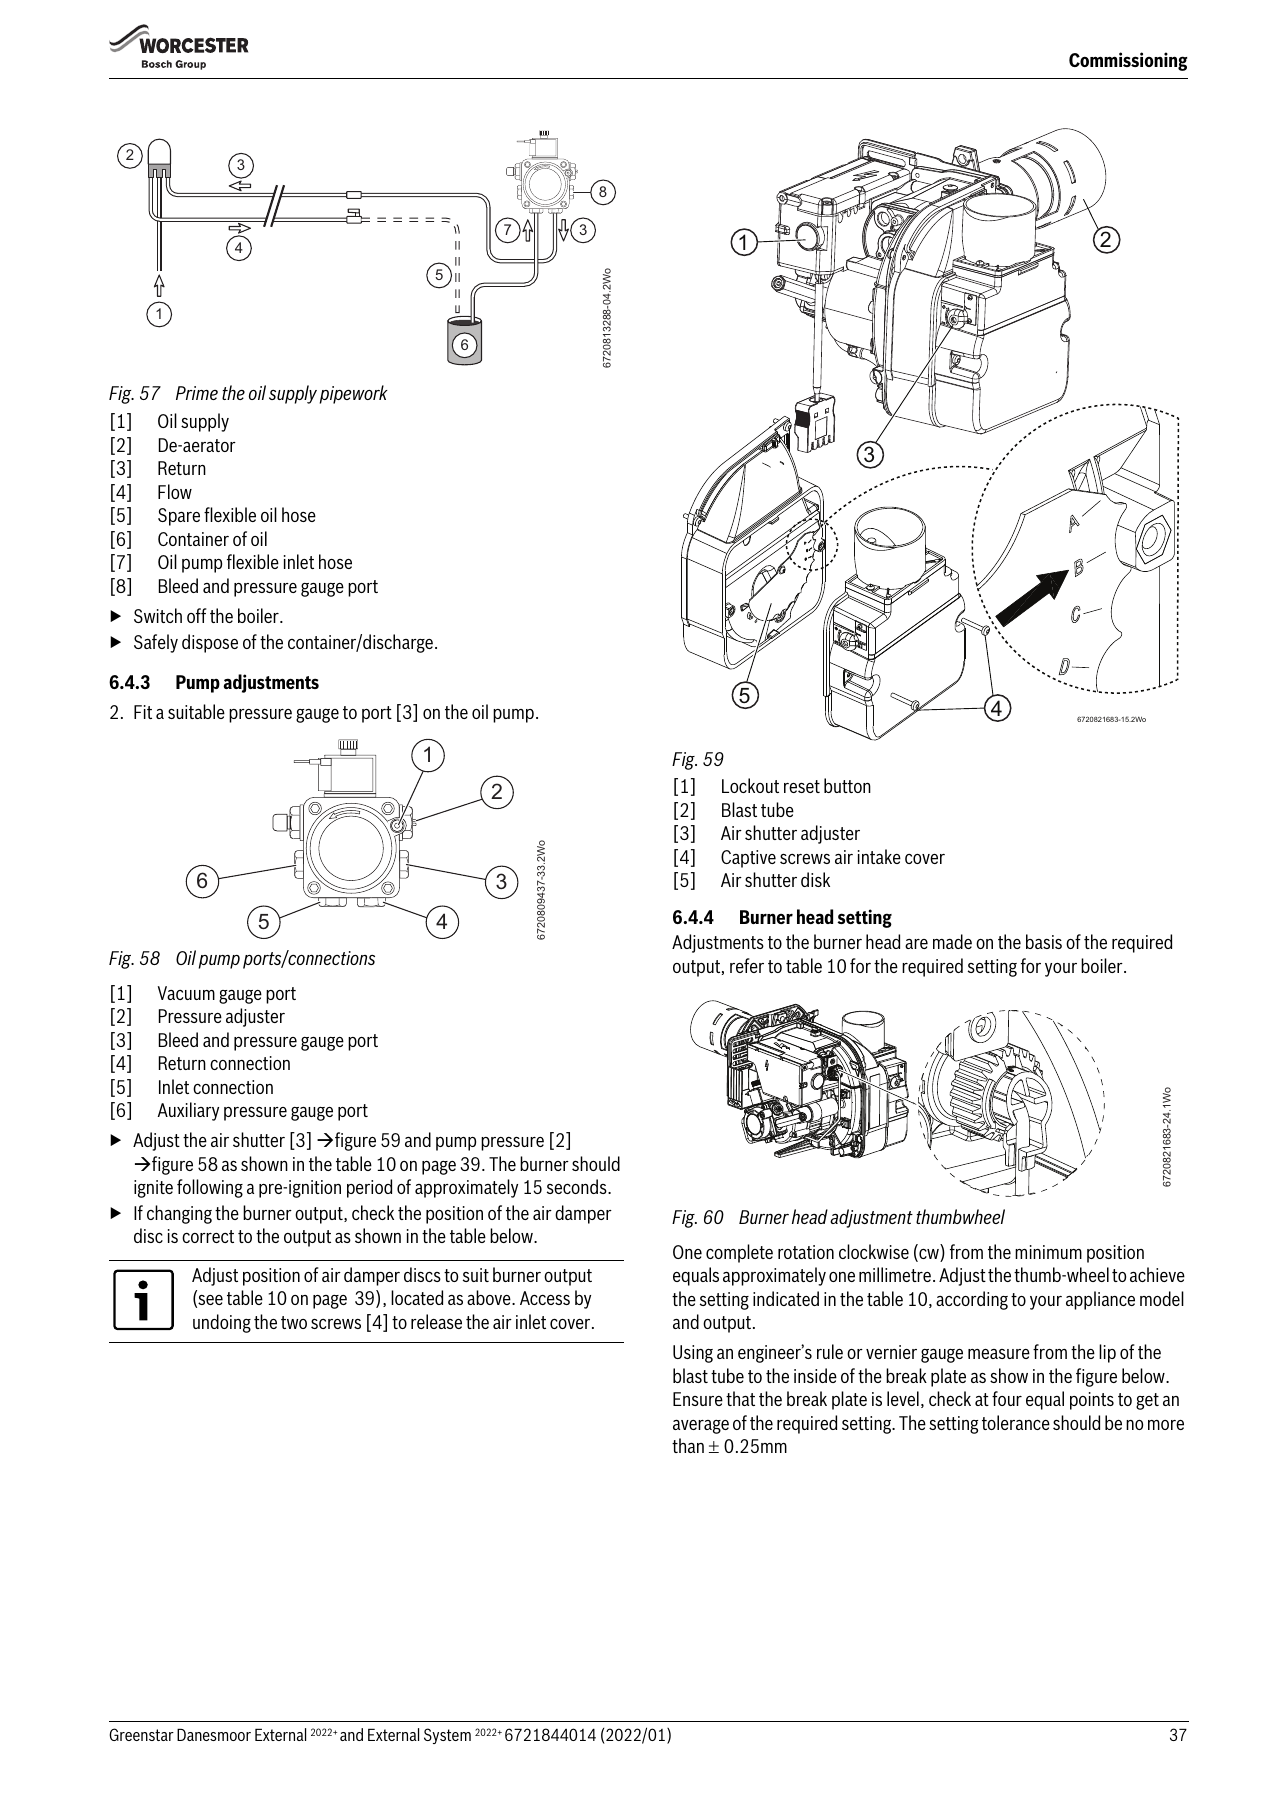 WORCESTER
Bosch Group
Commissioning
2
3
4
1
5
6
7
3
8
6720813288-04.2Wo
Fig. 57 Prime the oil supply pipework
[1] Oil supply
[2] De-aerator
[3] Return
[4] Flow
[5] Spare flexible oil hose
[6] Container of oil
[7] Oil pump flexible inlet hose
[8] Bleed and pressure gauge port
▶ Switch off the boiler.
▶ Safely dispose of the container/discharge.
6.4.3 Pump adjustments
2. Fit a suitable pressure gauge to port [3] on the oil pump.
1
2
3
4
5
6
6720809437-33.2Wo
Fig. 58 Oil pump ports/connections
[1] Vacuum gauge port
[2] Pressure adjuster
[3] Bleed and pressure gauge port
[4] Return connection
[5] Inlet connection
[6] Auxiliary pressure gauge port
▶ Adjust the air shutter [3] →figure 59 and pump pressure [2]
→figure 58 as shown in the table 10 on page 39. The burner should
ignite following a pre-ignition period of approximately 15 seconds.
▶ If changing the burner output, check the position of the air damper
disc is correct to the output as shown in the table below.
i
Adjust position of air damper discs to suit burner output
(see table 10 on page 39), located as above. Access by
undoing the two screws [4] to release the air inlet cover.
1
2
3
A
B
C
D
5
4
6720821683-15.2Wo
Fig. 59
[1] Lockout reset button
[2] Blast tube
[3] Air shutter adjuster
[4] Captive screws air intake cover
[5] Air shutter disk
6.4.4 Burner head setting
Adjustments to the burner head are made on the basis of the required
output, refer to table 10 for the required setting for your boiler.
6720821683-24.1Wo
Fig. 60 Burner head adjustment thumbwheel
One complete rotation clockwise (cw) from the minimum position
equals approximately one millimetre. Adjust the thumb-wheel to achieve
the setting indicated in the table 10, according to your appliance model
and output.
Using an engineer's rule or vernier gauge measure from the lip of the
blast tube to the inside of the break plate as show in the figure below.
Ensure that the break plate is level, check at four equal points to get an
average of the required setting. The setting tolerance should be no more
than ± 0.25mm
Greenstar Danesmoor External 2022+ and External System 2022+ 6721844014 (2022/01)
37